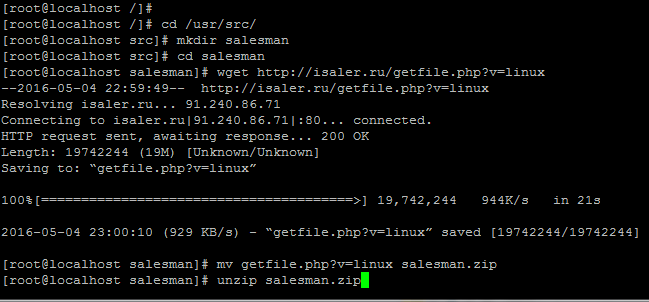 [root@localhost /]#
[root@localhost /]# cd /usr/src/
[root@localhost src]# mkdir salesman
[root@localhost src]# cd salesman
[root@localhost salesman]# wget http://isaler.ru/getfile.php?v=linux
--2016-05-04 22:59:49--  http://isaler.ru/getfile.php?v=linux
Resolving isaler.ru... 91.240.86.71
Connecting to isaler.ru|91.240.86.71|:80... connected.
HTTP request sent, awaiting response... 200 OK
Length: 19742244 (19M) [Unknown/Unknown]
Saving to: “getfile.php?v=linux”
100%[======================================>] 19,742,244   944K/s   in 21s
2016-05-04 23:00:10 (929 KB/s) - “getfile.php?v=linux” saved [19742244/19742244]
[root@localhost salesman]# mv getfile.php?v=linux salesman.zip
[root@localhost salesman]# unzip salesman.zip